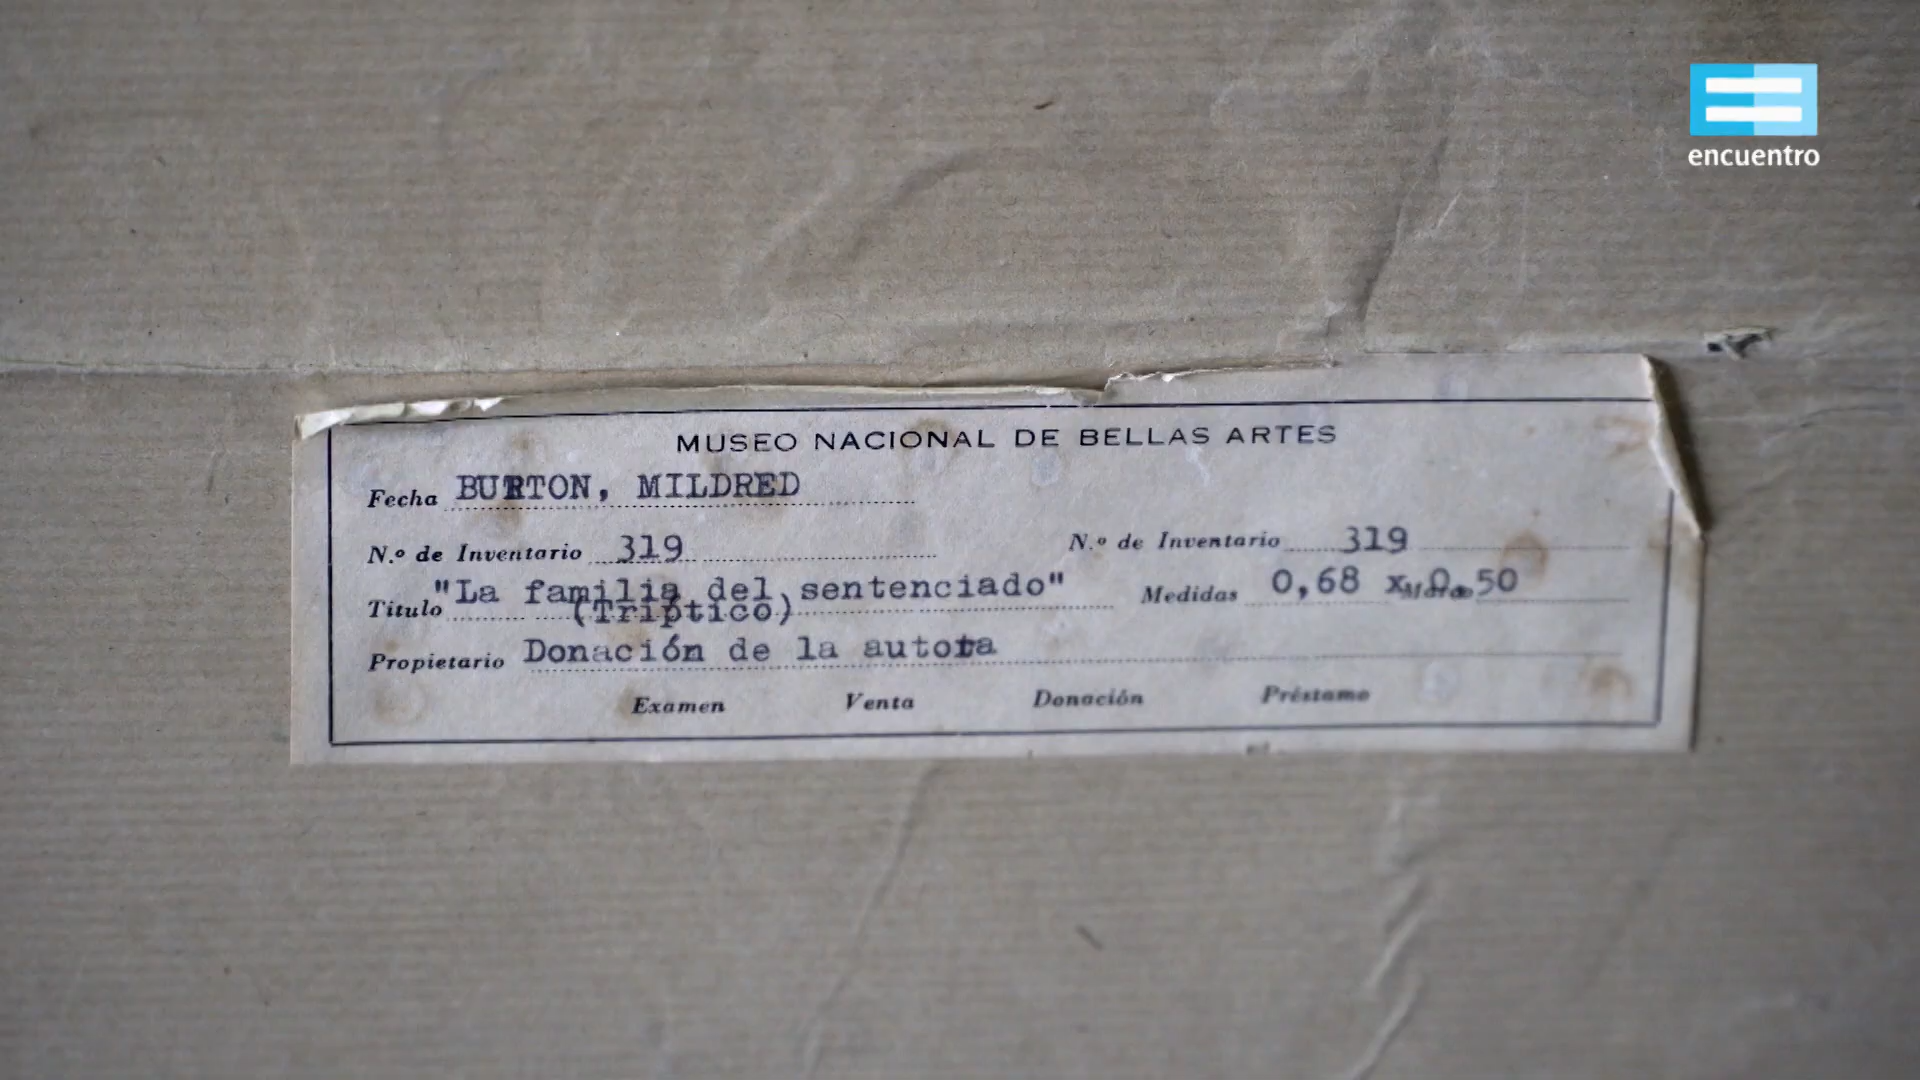 encuentro
MUSEO NACIONAL DE BELLAS ARTES
Fecha BURTON, MILDRED
N.º de Inventario 319 N.º de Inventario 319
Titulo "La familia del sentenciado" Medidas 0,68 x 0,50
(Triptico)
Propietario Donación de la autora
Examen Venta Donación Préstamo